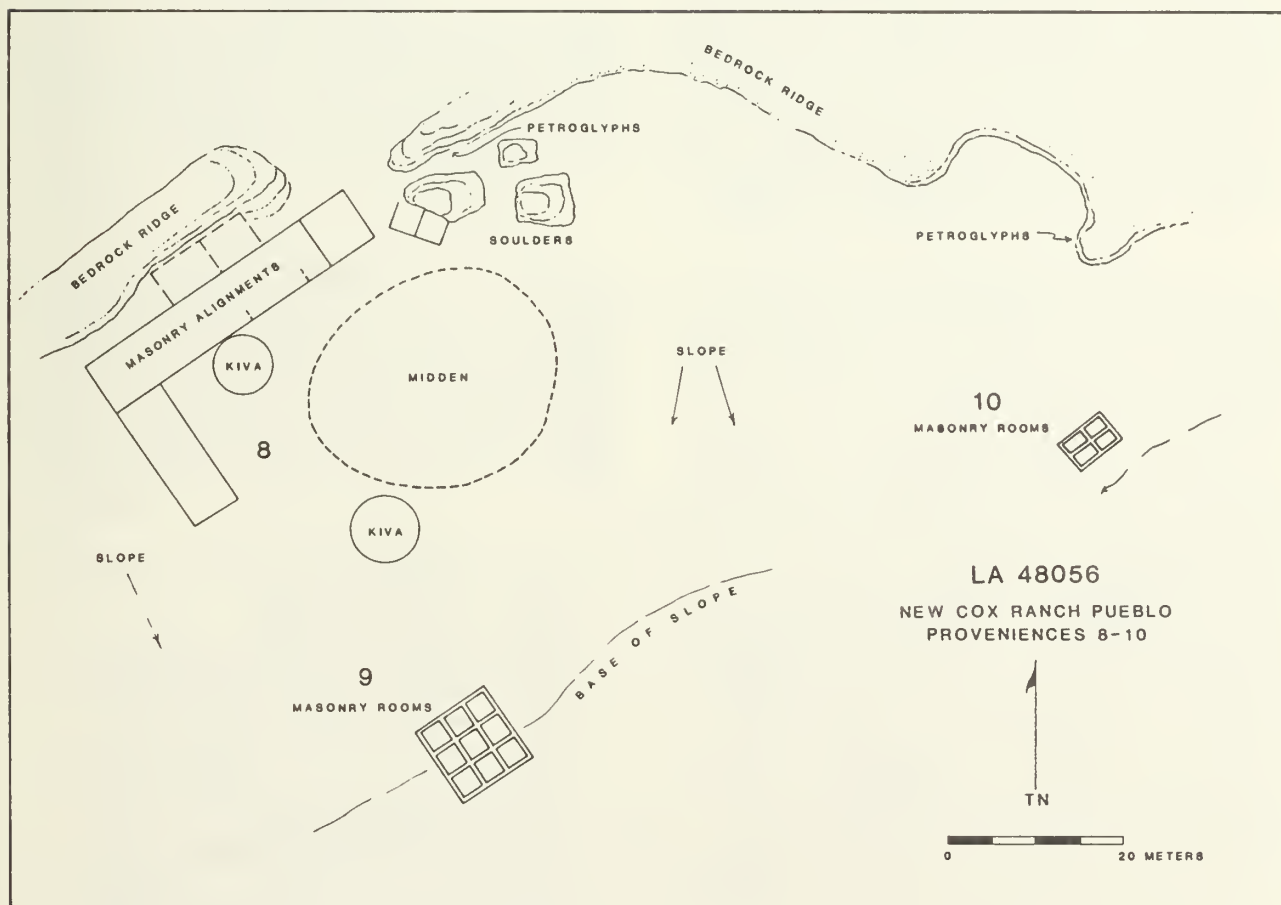 BEDROCK RIDGE
PETROGLYPHS
BEDROCK RIDGE
SOULDERS
PETROGLYPHS
MASONRY ALIGNMENTS
KIVA
MIDDEN
SLOPE
8
10
MASONRY ROOMS
KIVA
SLOPE
LA 48056
NEW COX RANCH PUEBLO
PROVENIENCES 8-10
BASE OF SLOPE
9
MASONRY ROOMS
TN
0 20 METERS